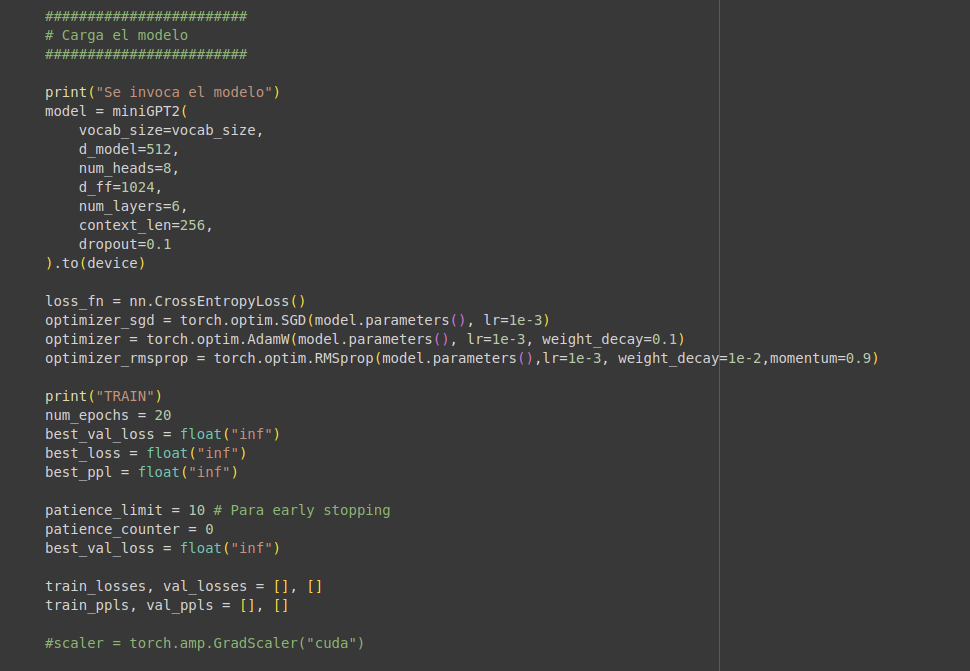 ########################
# Carga el modelo
########################
print("Se invoca el modelo")
model = miniGPT2(
    vocab_size=vocab_size,
    d_model=512,
    num_heads=8,
    d_ff=1024,
    num_layers=6,
    context_len=256,
    dropout=0.1
).to(device)
loss_fn = nn.CrossEntropyLoss()
optimizer_sgd = torch.optim.SGD(model.parameters(), lr=1e-3)
optimizer = torch.optim.AdamW(model.parameters(), lr=1e-3, weight_decay=0.1)
optimizer_rmsprop = torch.optim.RMSprop(model.parameters(),lr=1e-3, weight_decay=1e-2,momentum=0.9)
print("TRAIN")
num_epochs = 20
best_val_loss = float("inf")
best_loss = float("inf")
best_ppl = float("inf")
patience_limit = 10 # Para early stopping
patience_counter = 0
best_val_loss = float("inf")
train_losses, val_losses = [], []
train_ppls, val_ppls = [], []
#scaler = torch.amp.GradScaler("cuda")